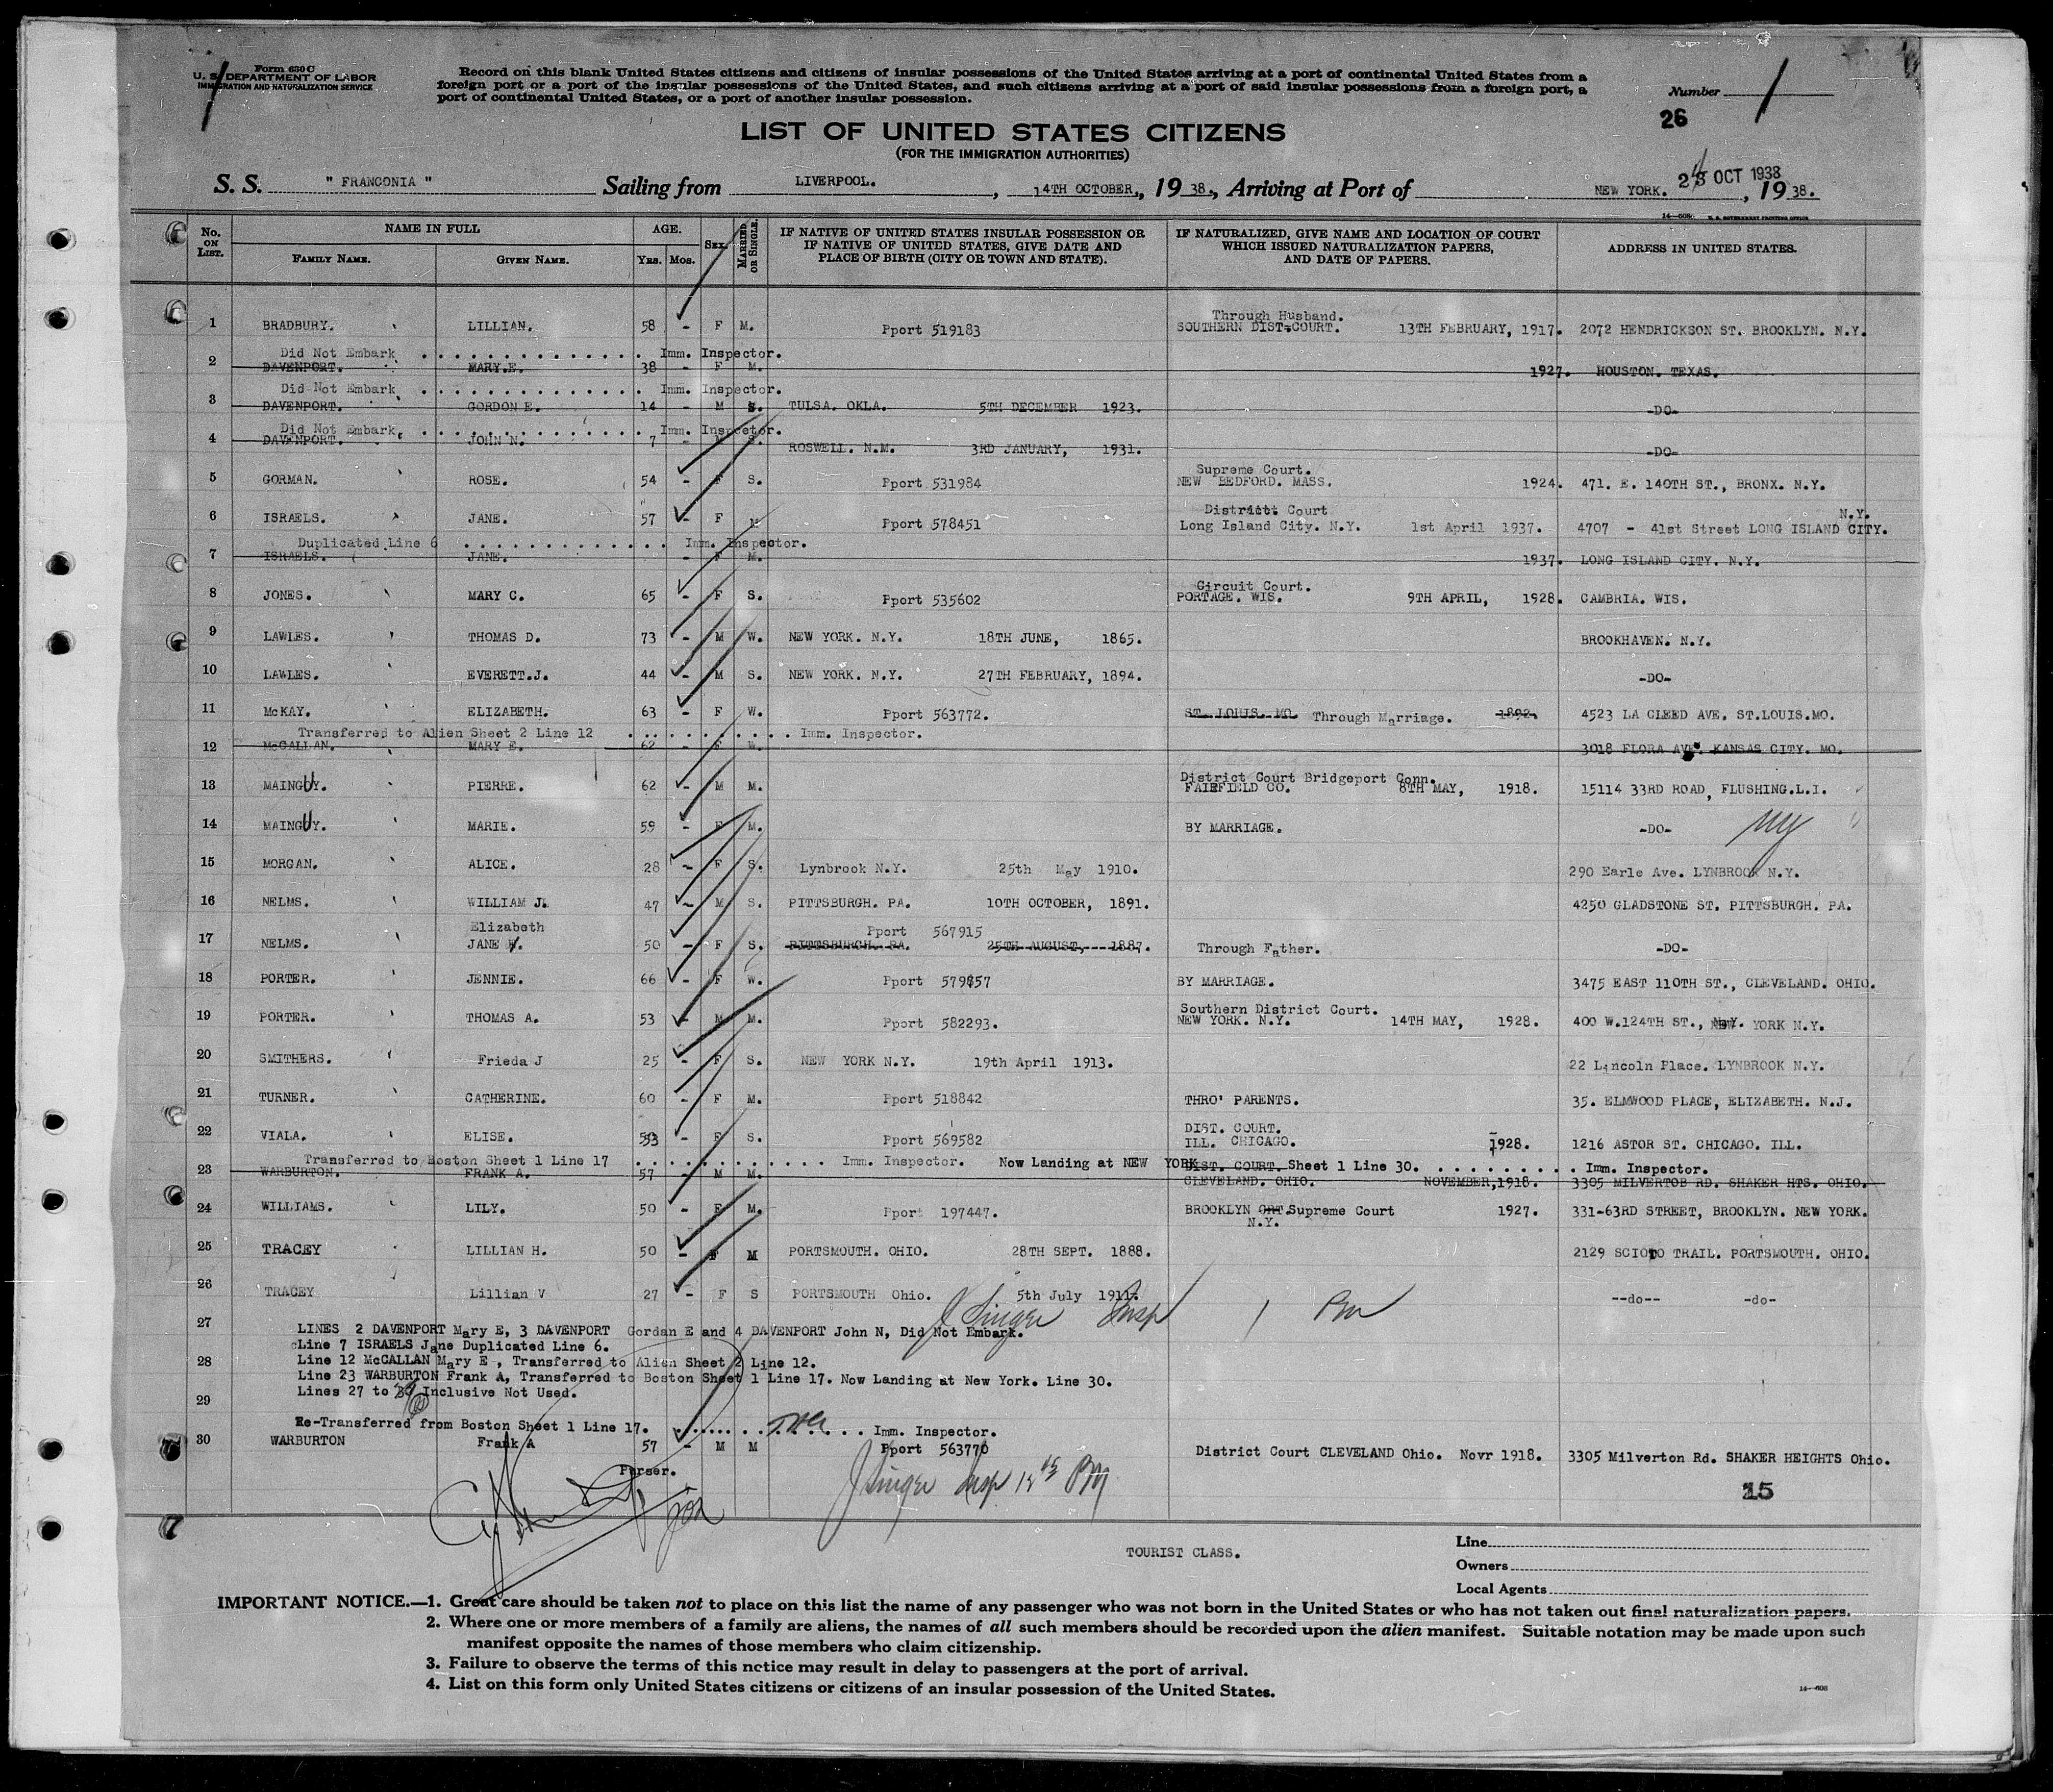 Form 630 C
U. S. DEPARTMENT OF LABOR
IMMIGRATION AND NATURALIZATION SERVICE
Record on this blank United States citizens and citizens of insular possessions of the United States arriving at a port of continental United States from a
foreign port or a port of the insular possessions of the United States, and such citizens arriving at a port of said insular possessions from a foreign port, a
port of continental United States, or a port of another insular possession.
Number
26
LIST OF UNITED STATES CITIZENS
(FOR THE IMMIGRATION AUTHORITIES)
S. S. " FRANCONIA " Sailing from LIVERPOOL. , 14TH OCTOBER, 19 38., Arriving at Port of NEW YORK. OCT 1938 , 19 38.
No. ON LIST. NAME IN FULL AGE. SEX. MARRIED OR SINGLE. IF NATIVE OF UNITED STATES INSULAR POSSESSION OR IF NATIVE OF UNITED STATES, GIVE DATE AND PLACE OF BIRTH (CITY OR TOWN AND STATE). IF NATURALIZED, GIVE NAME AND LOCATION OF COURT WHICH ISSUED NATURALIZATION PAPERS, AND DATE OF PAPERS. ADDRESS IN UNITED STATES.
FAMILY NAME. GIVEN NAME. YRS. MOS.
Through Husband.
1 BRADBURY. LILLIAN. 58 - F M. Pport 519183 SOUTHERN DIST-COURT. 13TH FEBRUARY, 1917. 2072 HENDRICKSON ST. BROOKLYN. N.Y.
Did Not Embark . . . . . . . . . . . . . . Imm. Inspector.
2 DAVENPORT. MARY.E. 38 - F M. 1927. HOUSTON. TEXAS.
Did Not Embark . . . . . . . . . . . . . . Imm. Inspector.
3 DAVENPORT. GORDON E. 14 - M S. TULSA. OKLA. 5TH DECEMBER 1923. -DO-
Did Not Embark. . . . . . . . . . . . . . . Imm. Inspector.
4 DAVENPORT. JOHN N. 7 - M S. ROSWELL. N.M. 3RD JANUARY, 1931. -DO-
Supreme Court.
5 GORMAN. ROSE. 54 - F S. Pport 531984 NEW BEDFORD. MASS. 1924. 471. E. 140TH ST., BRONX. N.Y.
District Court N.Y.
6 ISRAELS. JANE. 57 - F M Pport 578451 Long Island City. N.Y. 1st April 1937. 4707 - 41st Street LONG ISLAND CITY.
Duplicated Line 6 . . . . . . . . . . . . . Imm. Inspector.
7 ISRAELS. JANE. - F M. 1937. LONG ISLAND CITY. N.Y.
Circuit Court.
8 JONES. MARY C. 65 - F S. Pport 535602 PORTAGE. WIS. 9TH APRIL, 1928. CAMBRIA. WIS.
9 LAWLES. THOMAS D. 73 - M W. NEW YORK. N.Y. 18TH JUNE, 1865. BROOKHAVEN. N.Y.
10 LAWLES. EVERETT.J. 44 - M S. NEW YORK. N.Y. 27TH FEBRUARY, 1894. -DO-
11 McKAY. ELIZABETH. 63 - F W. Pport 563772. ST. LOUIS. MO. Through Marriage. 1892. 4523 LA CLEED AVE. ST.LOUIS.MO.
Transferred to Alien Sheet 2 Line 12 . . . . . . . . . . . Imm. Inspector.
12 McCALLAN. MARY E. 62 - F W. 3018 FLORA AVE. KANSAS CITY. MO.
District Court Bridgeport Conn.
13 MAINGUY. PIERRE. 62 - M M. FAIRFIELD CO. 8TH MAY, 1918. 15114 33RD ROAD, FLUSHING.L.I.
14 MAINGUY. MARIE. 59 - F M. BY MARRIAGE. -DO- NY
15 MORGAN. ALICE. 28 - F S. Lynbrook N.Y. 25th May 1910. 290 Earle Ave. LYNBROOK N.Y.
16 NELMS. WILLIAM J. 47 - M S. PITTSBURGH. PA. 10TH OCTOBER, 1891. 4250 GLADSTONE ST. PITTSBURGH. PA.
Elizabeth Pport 567915
17 NELMS. JANE H. 50 - F S. PITTSBURGH. PA. 25TH AUGUST, 1887. Through Father. -DO-
18 PORTER. JENNIE. 66 - F W. Pport 579857 BY MARRIAGE. 3475 EAST 110TH ST., CLEVELAND. OHIO.
Southern District Court.
19 PORTER. THOMAS A. 53 - M M. Pport 582293. NEW YORK. N.Y. 14TH MAY, 1928. 400 W.124TH ST., NEW YORK N.Y.
20 SMITHERS. Frieda J 25 - F S. NEW YORK N.Y. 19th April 1913. 22 Lincoln Place. LYNBROOK N.Y.
21 TURNER. CATHERINE. 60 - F M. Pport 518842 THRO' PARENTS. 35. ELMWOOD PLACE, ELIZABETH. N.J.
DIST. COURT.
22 VIALA. ELISE. 53 - F S. Pport 569582 ILL. CHICAGO. 1928. 1216 ASTOR ST. CHICAGO. ILL.
Transferred to Boston Sheet 1 Line 17 . . . . . . . . . . . . Imm. Inspector. Now Landing at NEW YORK DIST. COURT. Sheet 1 Line 30. . . . . . . . . . Imm. Inspector.
23 WARBURTON. FRANK A. 57 - M M. CLEVELAND. OHIO. NOVEMBER, 1918. 3305 MILVERTOB RD. SHAKER HTS. OHIO.
24 WILLIAMS. LILY. 50 - F M. Pport 197447. BROOKLYN CRT. Supreme Court 1927. 331-63RD STREET, BROOKLYN. NEW YORK.
N.Y.
25 TRACEY LILLIAN H. 50 - F M PORTSMOUTH. OHIO. 28TH SEPT. 1888. 2129 SCIOTO TRAIL. PORTSMOUTH. OHIO.
26 TRACEY Lillian V 27 - F S PORTSMOUTH Ohio. 5th July 1911. --do-- -do-
J Singer Insp
27 LINES 2 DAVENPORT Mary E, 3 DAVENPORT Gordan E and 4 DAVENPORT John N, Did Not Embark.
Line 7 ISRAELS Jane Duplicated Line 6.
28 Line 12 McCALLAN Mary E , Transferred to Alien Sheet 2 Line 12.
Line 23 WARBURTON Frank A, Transferred to Boston Sheet 1 Line 17. Now Landing at New York. Line 30.
Lines 27 to 29 Inclusive Not Used.
29
Re-Transferred from Boston Sheet 1 Line 17. . . . . . . . . . . . Imm. Inspector.
30 WARBURTON Frank A 57 - M M Pport 563770 District Court CLEVELAND Ohio. Novr 1918. 3305 Milverton Rd. SHAKER HEIGHTS Ohio.
Purser.
J Singer Insp
15
TOURIST CLASS.
Line
Owners
Local Agents
IMPORTANT NOTICE.—1. Great care should be taken not to place on this list the name of any passenger who was not born in the United States or who has not taken out final naturalization papers.
2. Where one or more members of a family are aliens, the names of all such members should be recorded upon the alien manifest. Suitable notation may be made upon such
manifest opposite the names of those members who claim citizenship.
3. Failure to observe the terms of this notice may result in delay to passengers at the port of arrival.
4. List on this form only United States citizens or citizens of an insular possession of the United States.
14—608